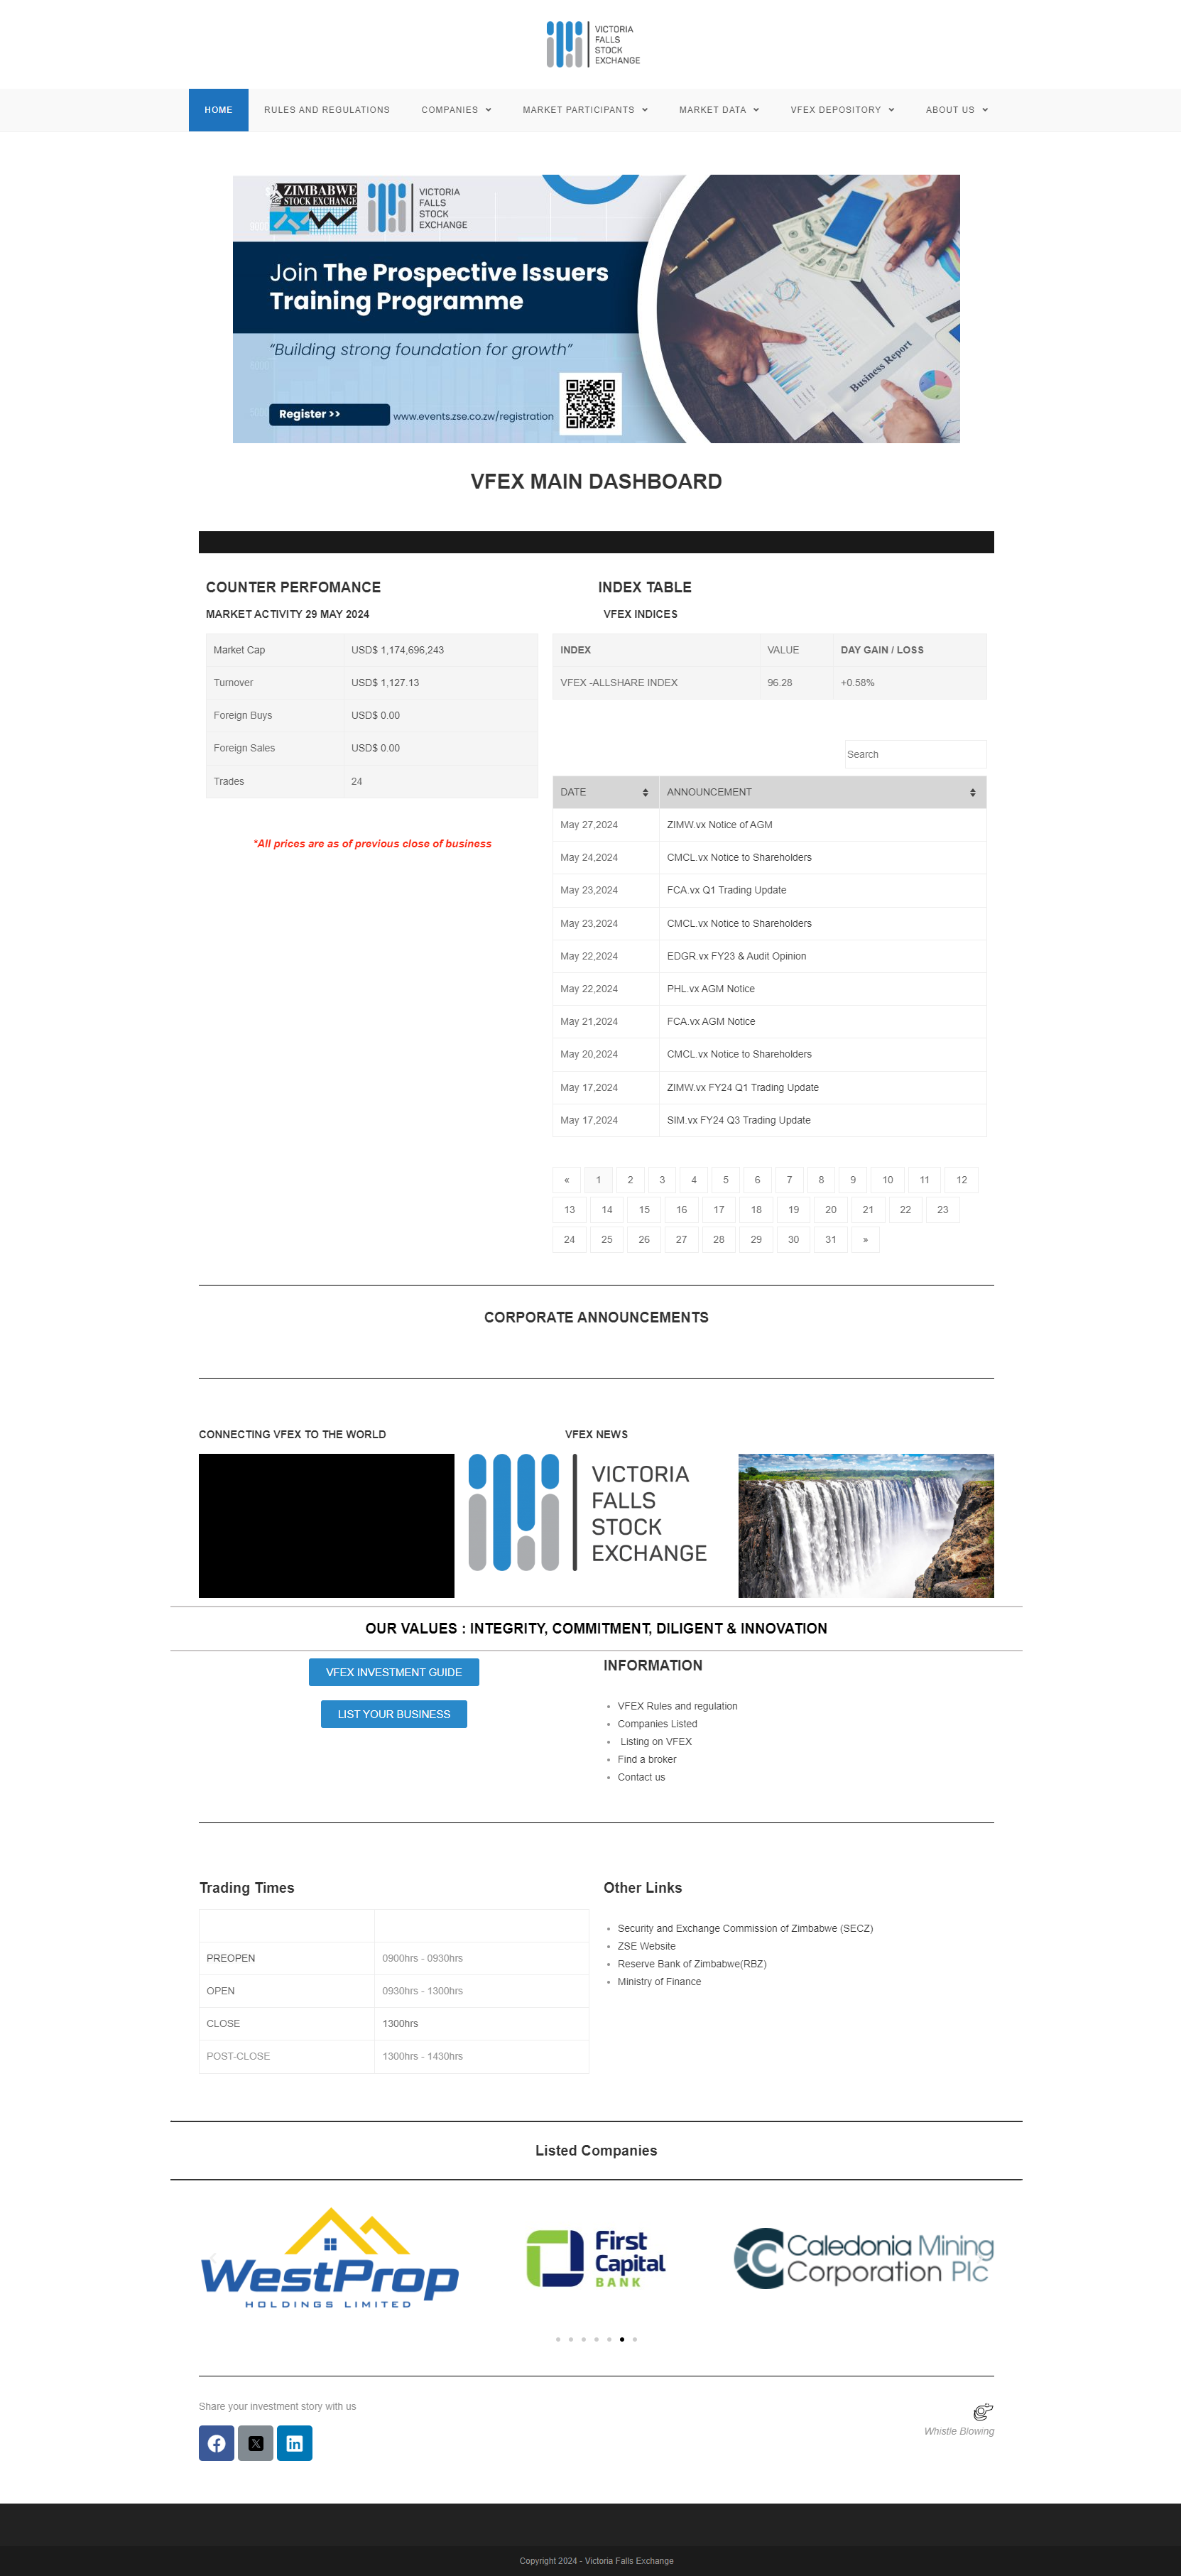 VICTORIA
FALLS
STOCK
EXCHANGE
HOME RULES AND REGULATIONS COMPANIES MARKET PARTICIPANTS MARKET DATA VFEX DEPOSITORY ABOUT US
ZIMBABWE
STOCK EXCHANGE
VICTORIA
FALLS
STOCK
EXCHANGE
Join The Prospective Issuers
Training Programme
“Building strong foundation for growth”
Business Report
Register >> www.events.zse.co.zw/registration
VFEX MAIN DASHBOARD
COUNTER PERFOMANCE
MARKET ACTIVITY 29 MAY 2024
Market Cap USD$ 1,174,696,243
Turnover USD$ 1,127.13
Foreign Buys USD$ 0.00
Foreign Sales USD$ 0.00
Trades 24
*All prices are as of previous close of business
INDEX TABLE
VFEX INDICES
INDEX VALUE DAY GAIN / LOSS
VFEX -ALLSHARE INDEX 96.28 +0.58%
Search
DATE ANNOUNCEMENT
May 27,2024 ZIMW.vx Notice of AGM
May 24,2024 CMCL.vx Notice to Shareholders
May 23,2024 FCA.vx Q1 Trading Update
May 23,2024 CMCL.vx Notice to Shareholders
May 22,2024 EDGR.vx FY23 & Audit Opinion
May 22,2024 PHL.vx AGM Notice
May 21,2024 FCA.vx AGM Notice
May 20,2024 CMCL.vx Notice to Shareholders
May 17,2024 ZIMW.vx FY24 Q1 Trading Update
May 17,2024 SIM.vx FY24 Q3 Trading Update
« 1 2 3 4 5 6 7 8 9 10 11 12
13 14 15 16 17 18 19 20 21 22 23
24 25 26 27 28 29 30 31 »
CORPORATE ANNOUNCEMENTS
CONNECTING VFEX TO THE WORLD
VFEX NEWS
VICTORIA
FALLS
STOCK
EXCHANGE
OUR VALUES : INTEGRITY, COMMITMENT, DILIGENT & INNOVATION
VFEX INVESTMENT GUIDE
LIST YOUR BUSINESS
INFORMATION
VFEX Rules and regulation
Companies Listed
Listing on VFEX
Find a broker
Contact us
Trading Times
PREOPEN 0900hrs - 0930hrs
OPEN 0930hrs - 1300hrs
CLOSE 1300hrs
POST-CLOSE 1300hrs - 1430hrs
Other Links
Security and Exchange Commission of Zimbabwe (SECZ)
ZSE Website
Reserve Bank of Zimbabwe(RBZ)
Ministry of Finance
Listed Companies
WestProp
HOLDINGS LIMITED
First
Capital
BANK
Caledonia Mining
Corporation Plc
Share your investment story with us
Whistle Blowing
Copyright 2024 - Victoria Falls Exchange